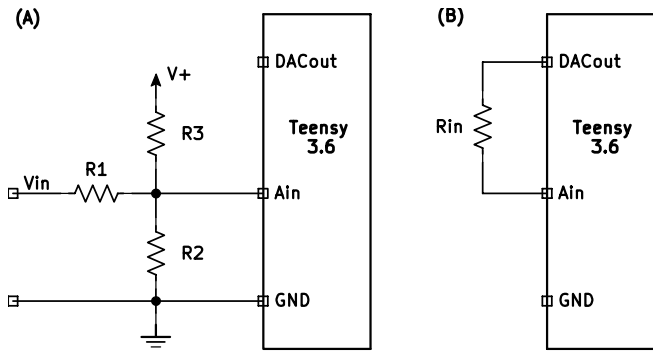 (A)
DACout
V+
R3
Teensy
3.6
R1
Vin
Ain
R2
GND
(B)
DACout
Rin
Teensy
3.6
Ain
GND